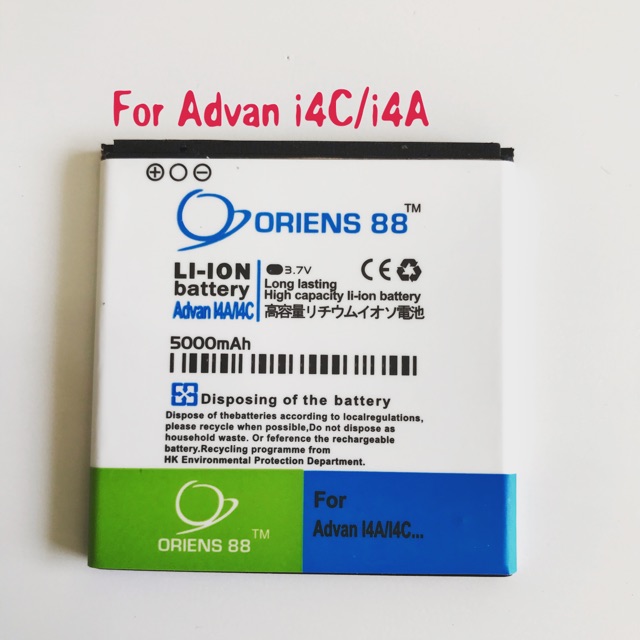 For Advan i4C/i4A
ORIENS 88™
LI-ION
battery
Advan I4A/I4C
3.7V
Long lasting
High capacity li-ion battery
高容量リチウムイオソ電池
5000mAh
Disposing of the battery
Dispose of thebatteries according to localregulations,
please recycle when possible,Do not dispose as
household waste. Or feference the rechargeable
battery.Recycling programme from
HK Environmental Protection Department.
ORIENS 88™
For
Advan I4A/I4C...